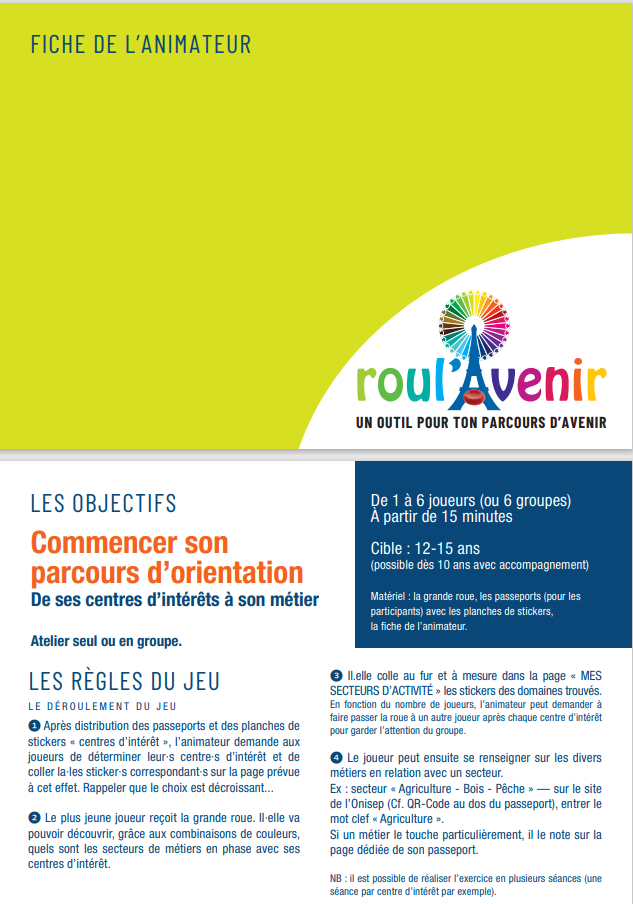 FICHE DE L’ANIMATEUR
roul’Avenir
UN OUTIL POUR TON PARCOURS D’AVENIR
LES OBJECTIFS
Commencer son
parcours d’orientation
De ses centres d’intérêts à son métier
Atelier seul ou en groupe.
De 1 à 6 joueurs (ou 6 groupes)
À partir de 15 minutes
Cible : 12-15 ans
(possible dès 10 ans avec accompagnement)
Matériel : la grande roue, les passeports (pour les
participants) avec les planches de stickers,
la fiche de l’animateur.
LES RÈGLES DU JEU
LE DÉROULEMENT DU JEU
1 Après distribution des passeports et des planches de
stickers « centres d’intérêt », l’animateur demande aux
joueurs de déterminer leur·s centre·s d’intérêt et de
coller la·les sticker·s correspondant·s sur la page prévue
à cet effet. Rappeler que le choix est décroissant...
2 Le plus jeune joueur reçoit la grande roue. Il·elle va
pouvoir découvrir, grâce aux combinaisons de couleurs,
quels sont les secteurs de métiers en phase avec ses
centres d’intérêt.
3 Il.elle colle au fur et à mesure dans la page « MES
SECTEURS D’ACTIVITÉ » les stickers des domaines trouvés.
En fonction du nombre de joueurs, l’animateur peut demander à
faire passer la roue à un autre joueur après chaque centre d’intérêt
pour garder l’attention du groupe.
4 Le joueur peut ensuite se renseigner sur les divers
métiers en relation avec un secteur.
Ex : secteur « Agriculture - Bois - Pêche » — sur le site
de l’Onisep (Cf. QR-Code au dos du passeport), entrer le
mot clef « Agriculture ».
Si un métier le touche particulièrement, il le note sur la
page dédiée de son passeport.
NB : il est possible de réaliser l’exercice en plusieurs séances (une
séance par centre d’intérêt par exemple).